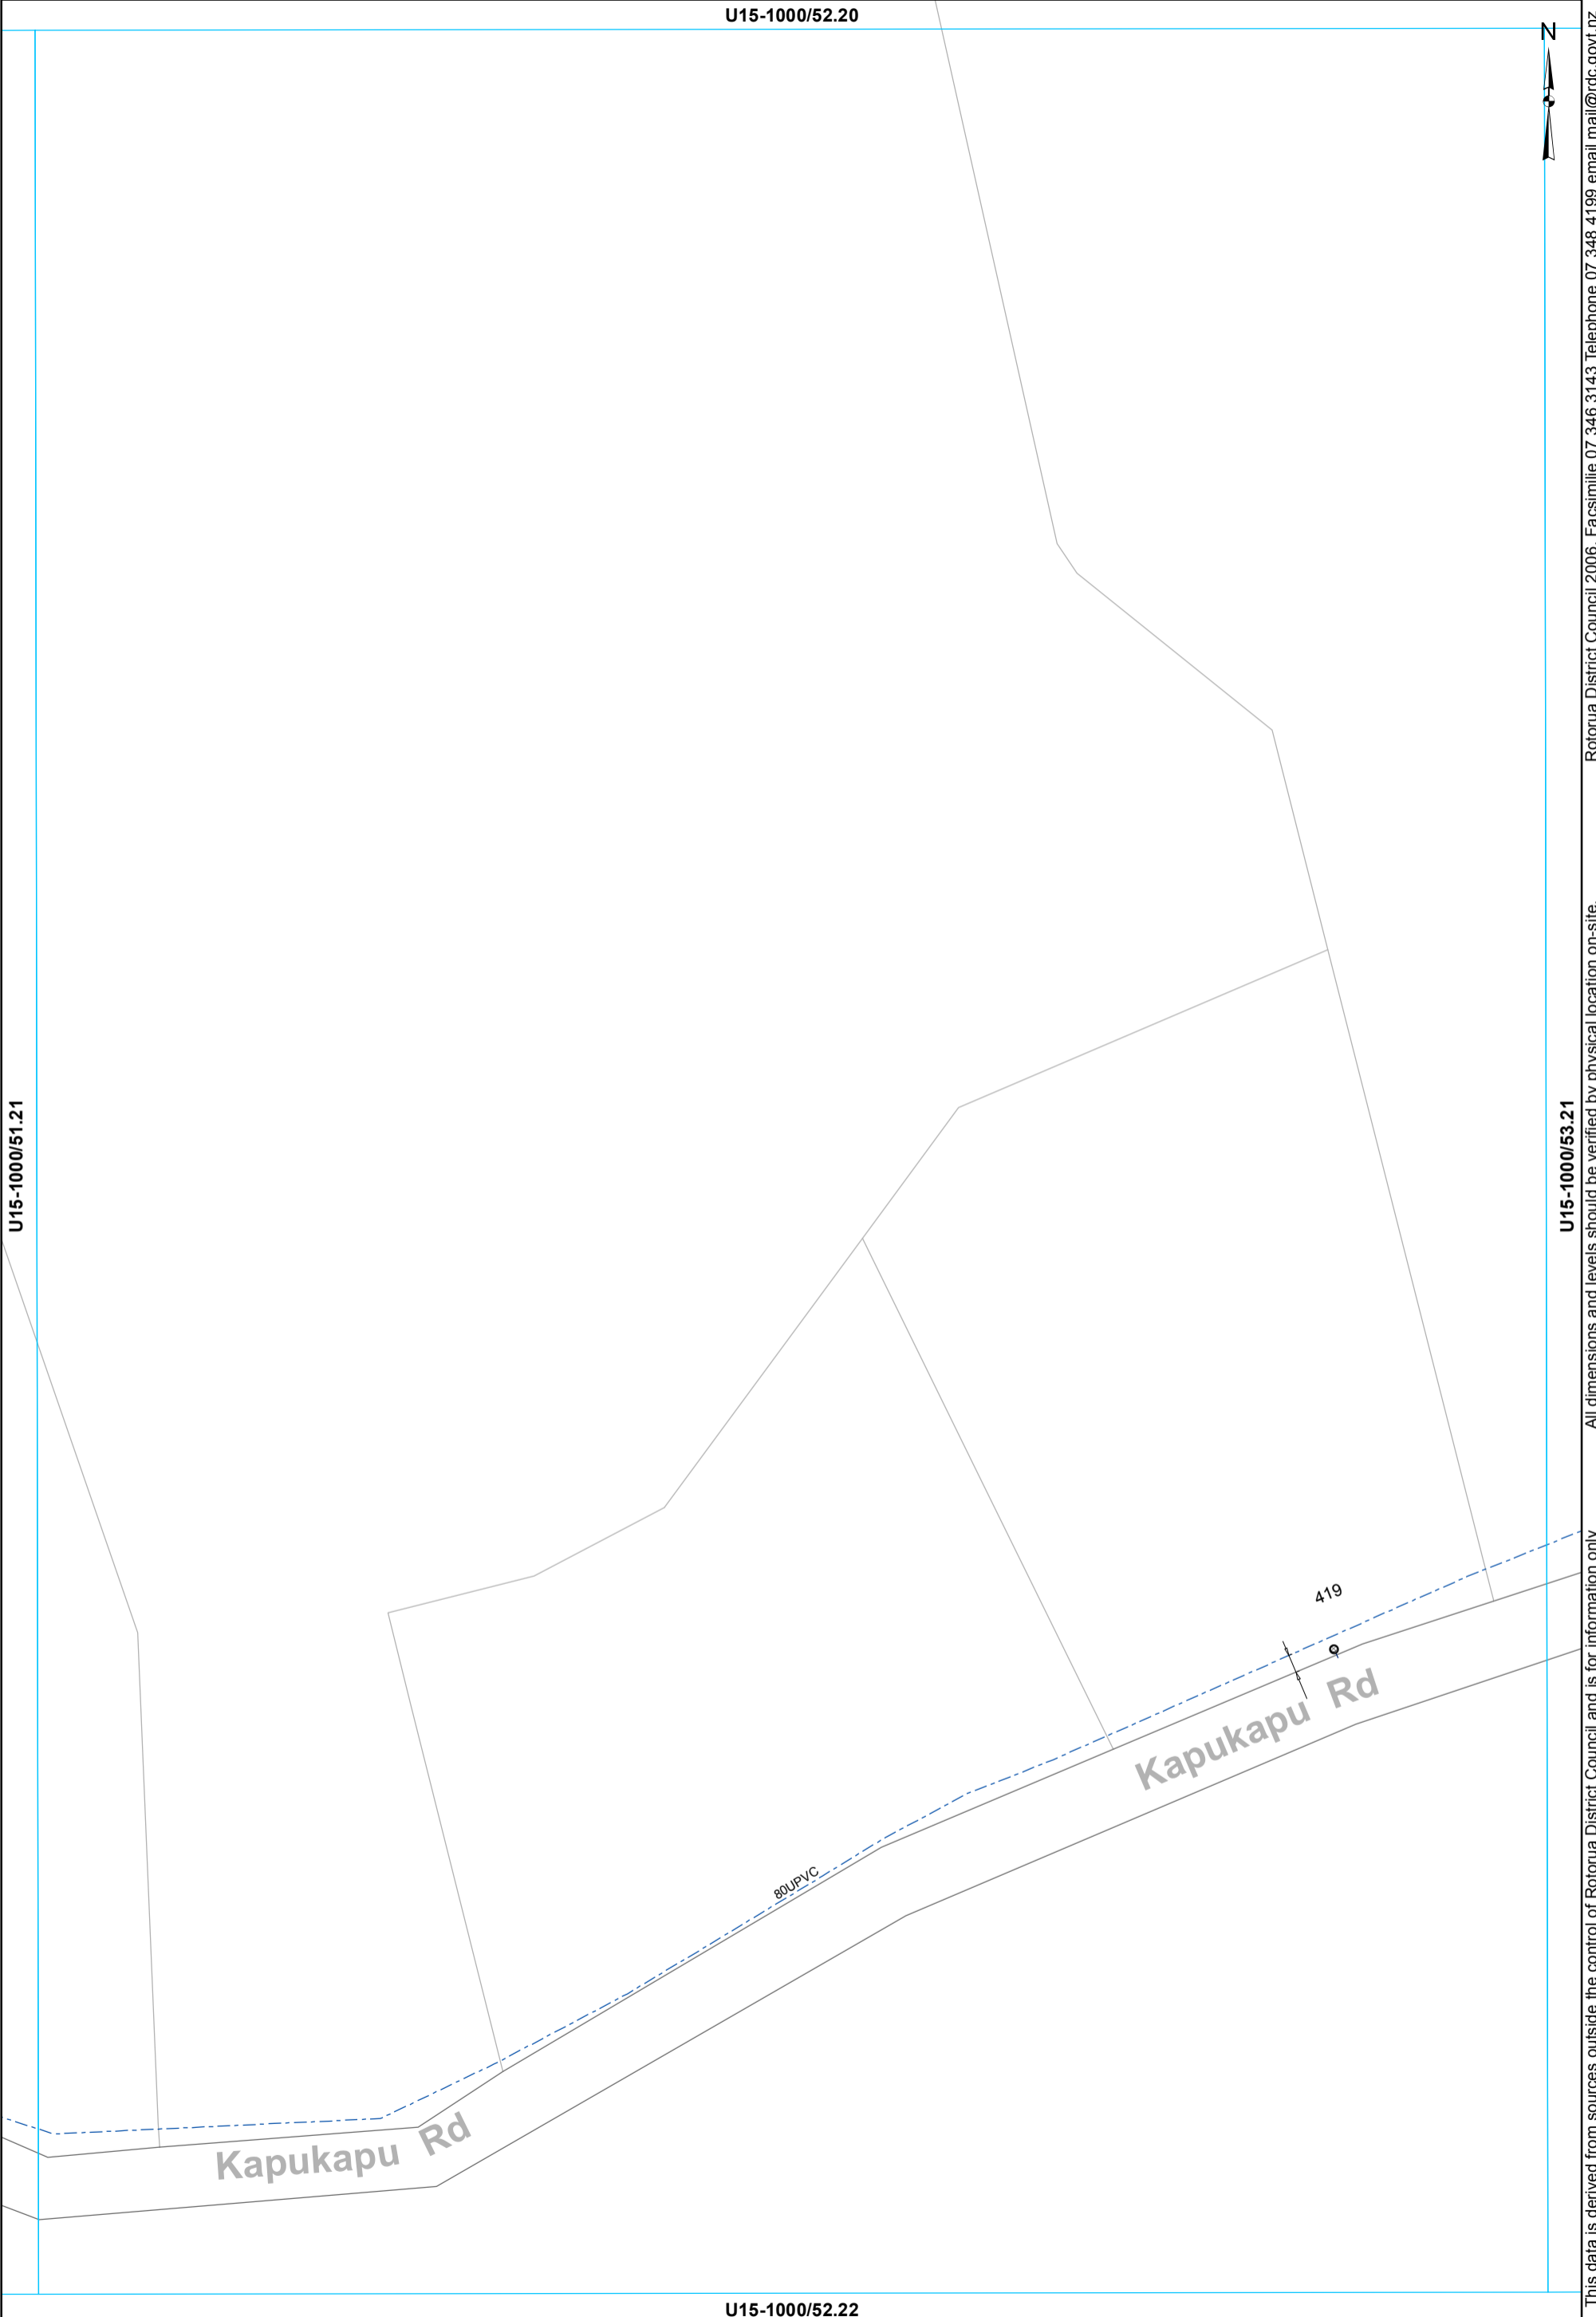 U15-1000/52.20
N
Rotorua District Council 2006. Facsimilie 07 346 3143 Telephone 07 348 4199 email mail@rdc.govt.nz
All dimensions and levels should be verified by physical location on-site.
This data is derived from sources outside the control of Rotorua District Council and is for information only
U15-1000/51.21
U15-1000/53.21
419
Kapukapu Rd
80UPVC
Kapukapu Rd
U15-1000/52.22